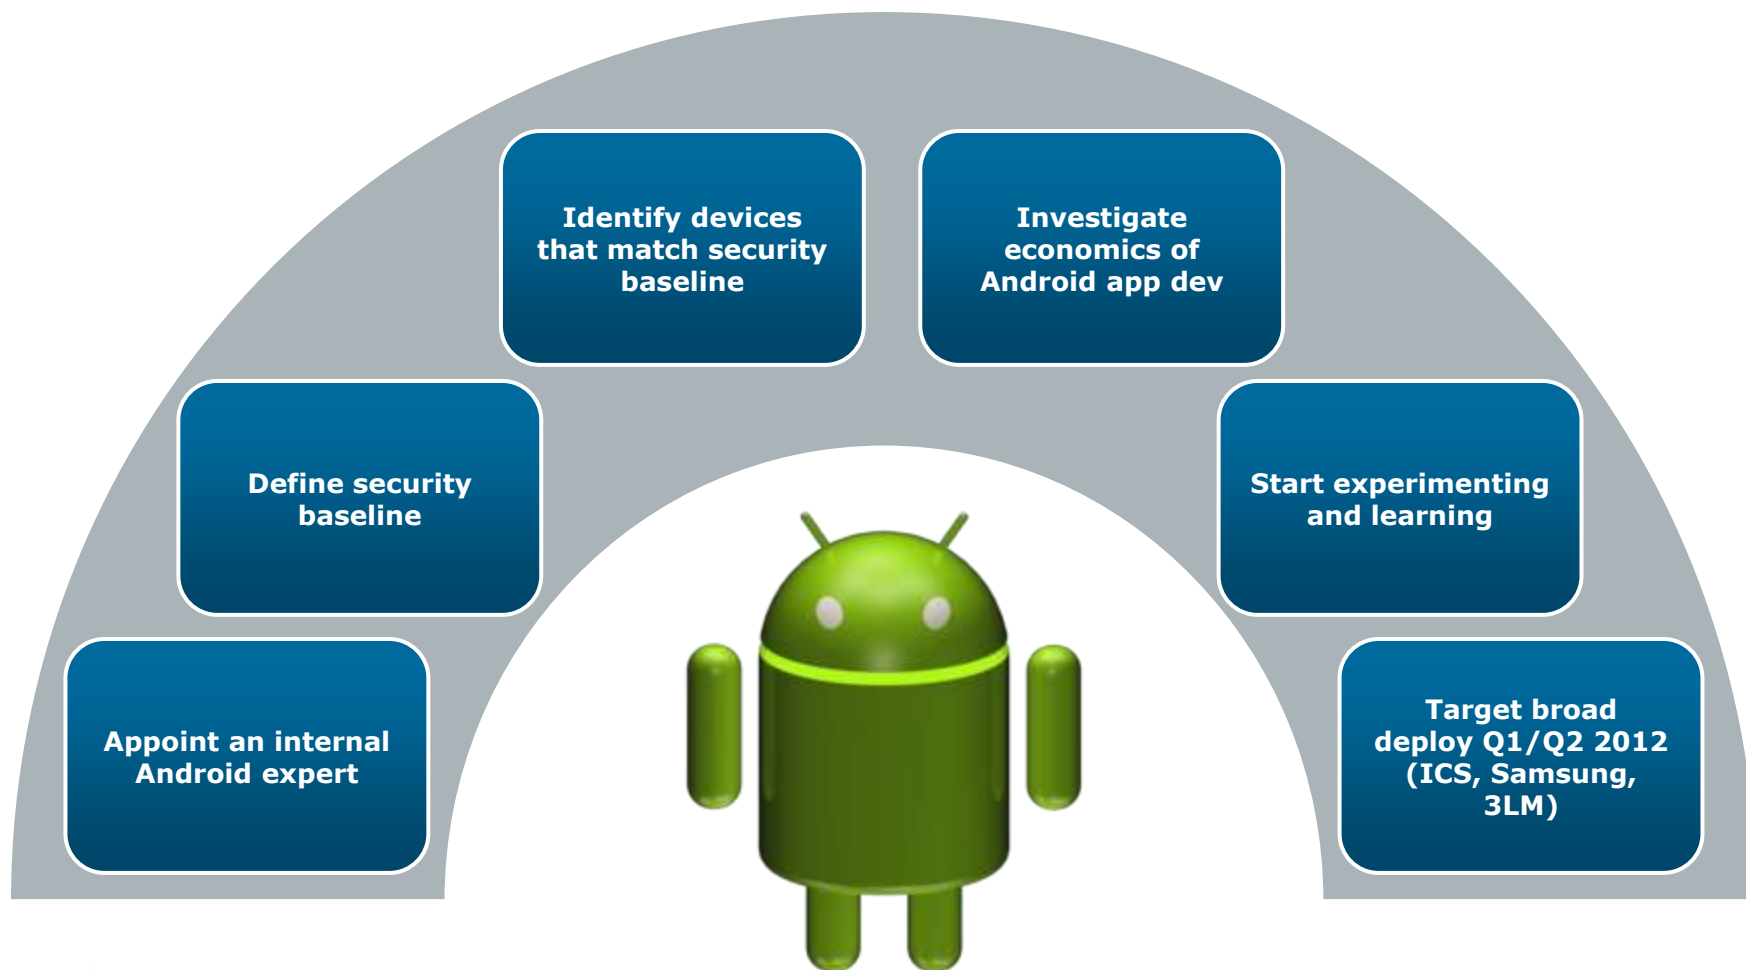 Identify devices
that match security
baseline
Investigate
economics of
Android app dev
Define security
baseline
Start experimenting
and learning
Appoint an internal
Android expert
Target broad
deploy Q1/Q2 2012
(ICS, Samsung,
3LM)